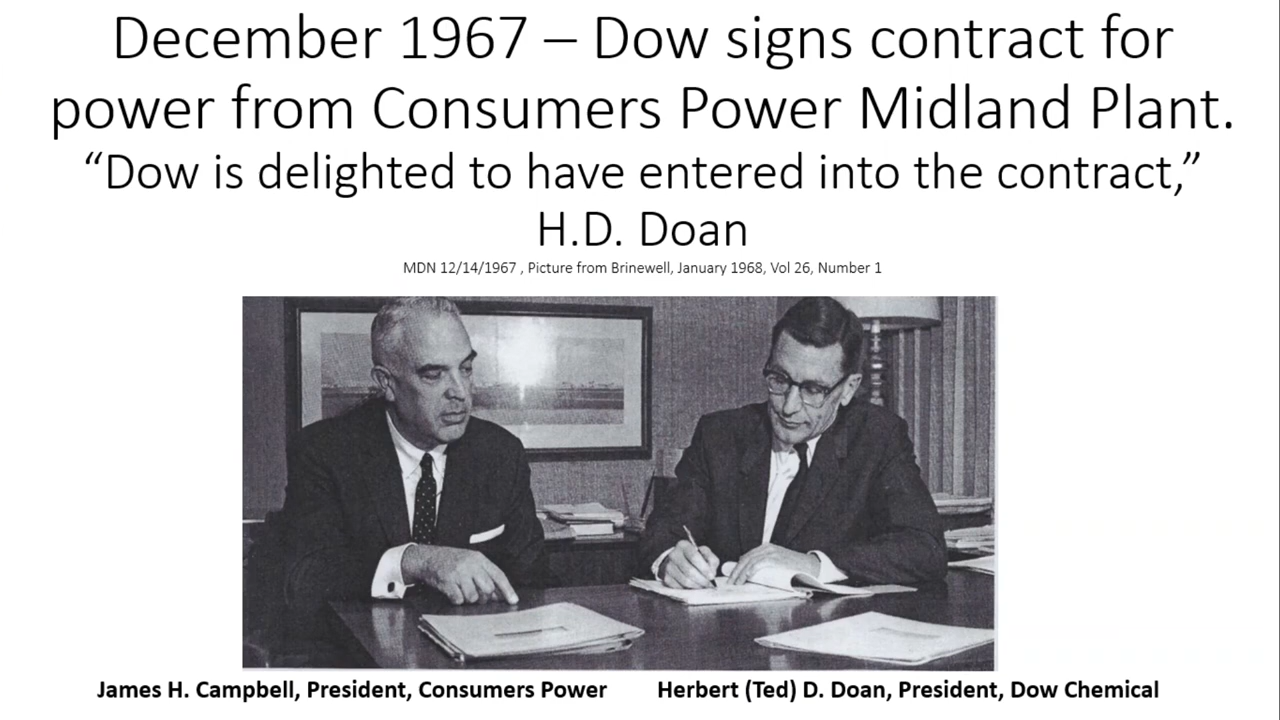 December 1967 – Dow signs contract for
power from Consumers Power Midland Plant.
“Dow is delighted to have entered into the contract,”
H.D. Doan
MDN 12/14/1967 , Picture from Brinewell, January 1968, Vol 26, Number 1
James H. Campbell, President, Consumers Power
Herbert (Ted) D. Doan, President, Dow Chemical